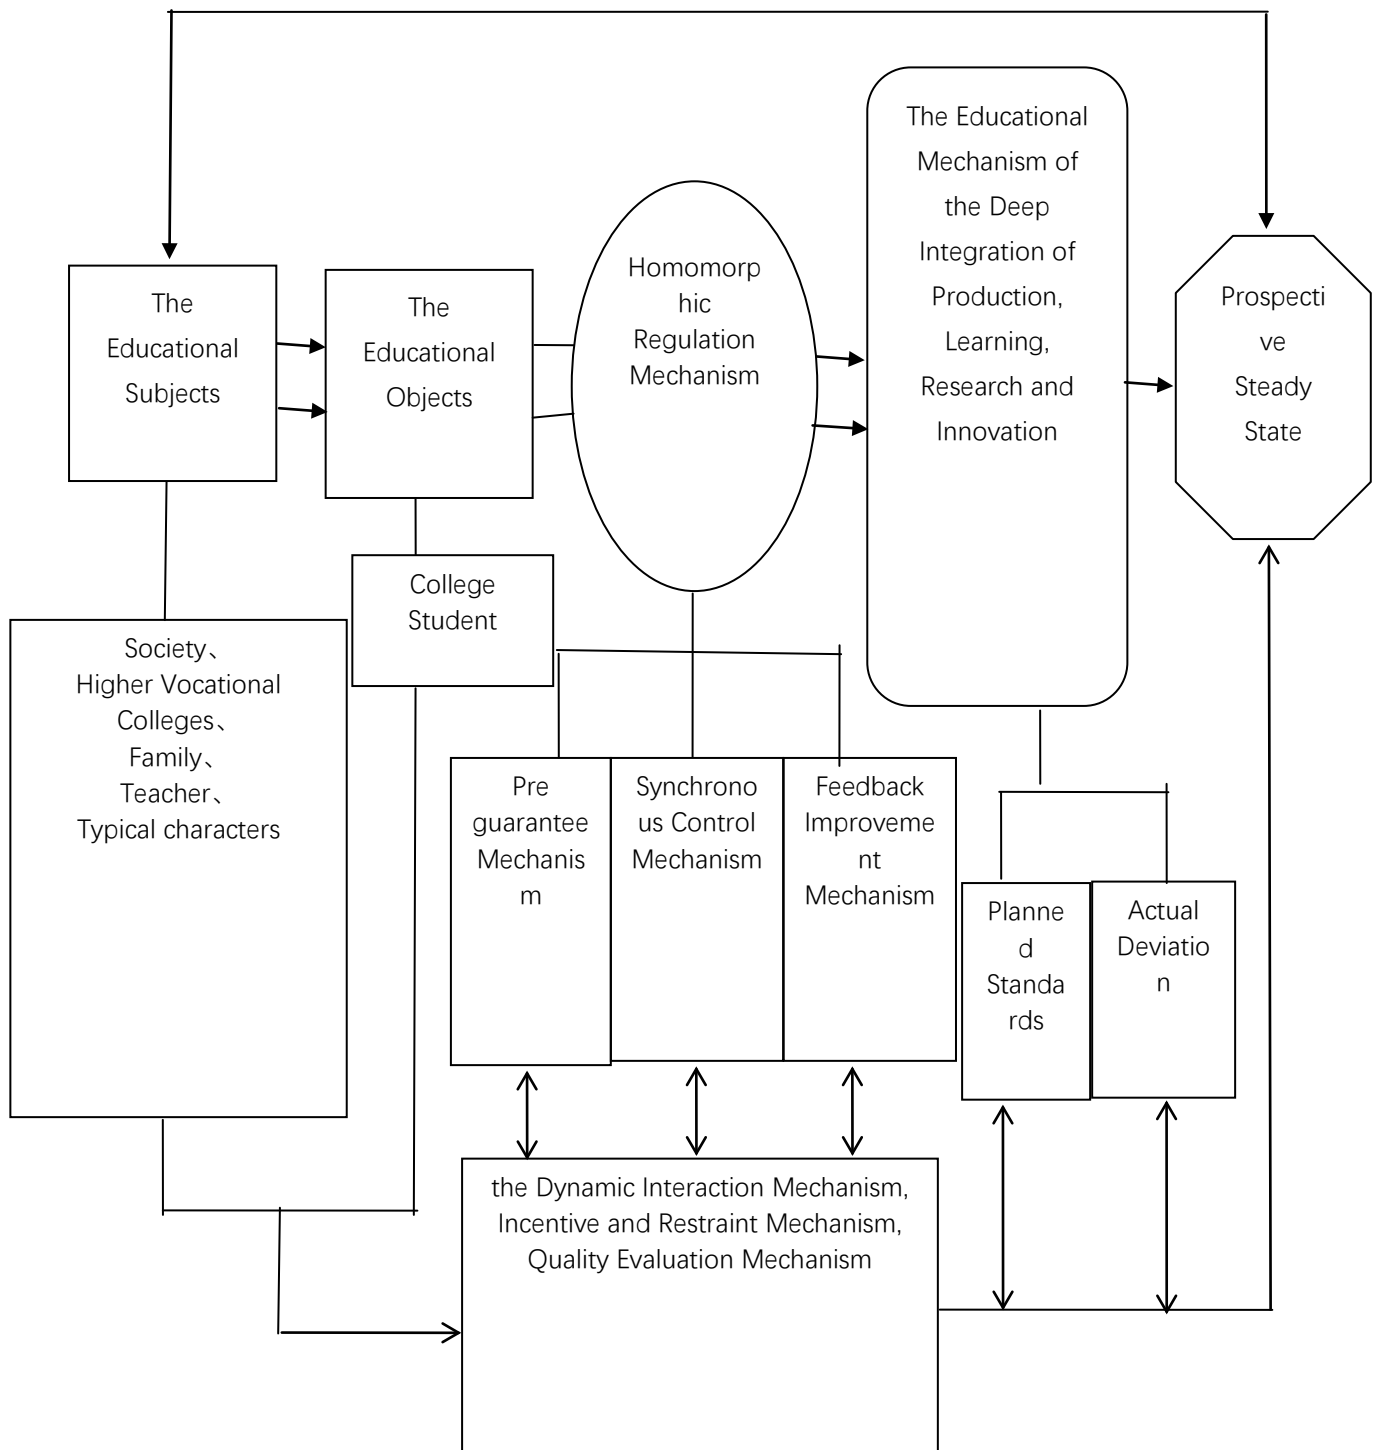 The
Educational
Subjects
The
Educational
Objects
Homomorp
hic
Regulation
Mechanism
The Educational
Mechanism of
the Deep
Integration of
Production,
Learning,
Research and
Innovation
Prospecti
ve
Steady
State
College
Student
Society、
Higher Vocational
Colleges、
Family、
Teacher、
Typical characters
Pre
guarantee
Mechanis
m
Synchrono
us Control
Mechanism
Feedback
Improveme
nt
Mechanism
Planne
d
Standa
rds
Actual
Deviatio
n
the Dynamic Interaction Mechanism,
Incentive and Restraint Mechanism,
Quality Evaluation Mechanism